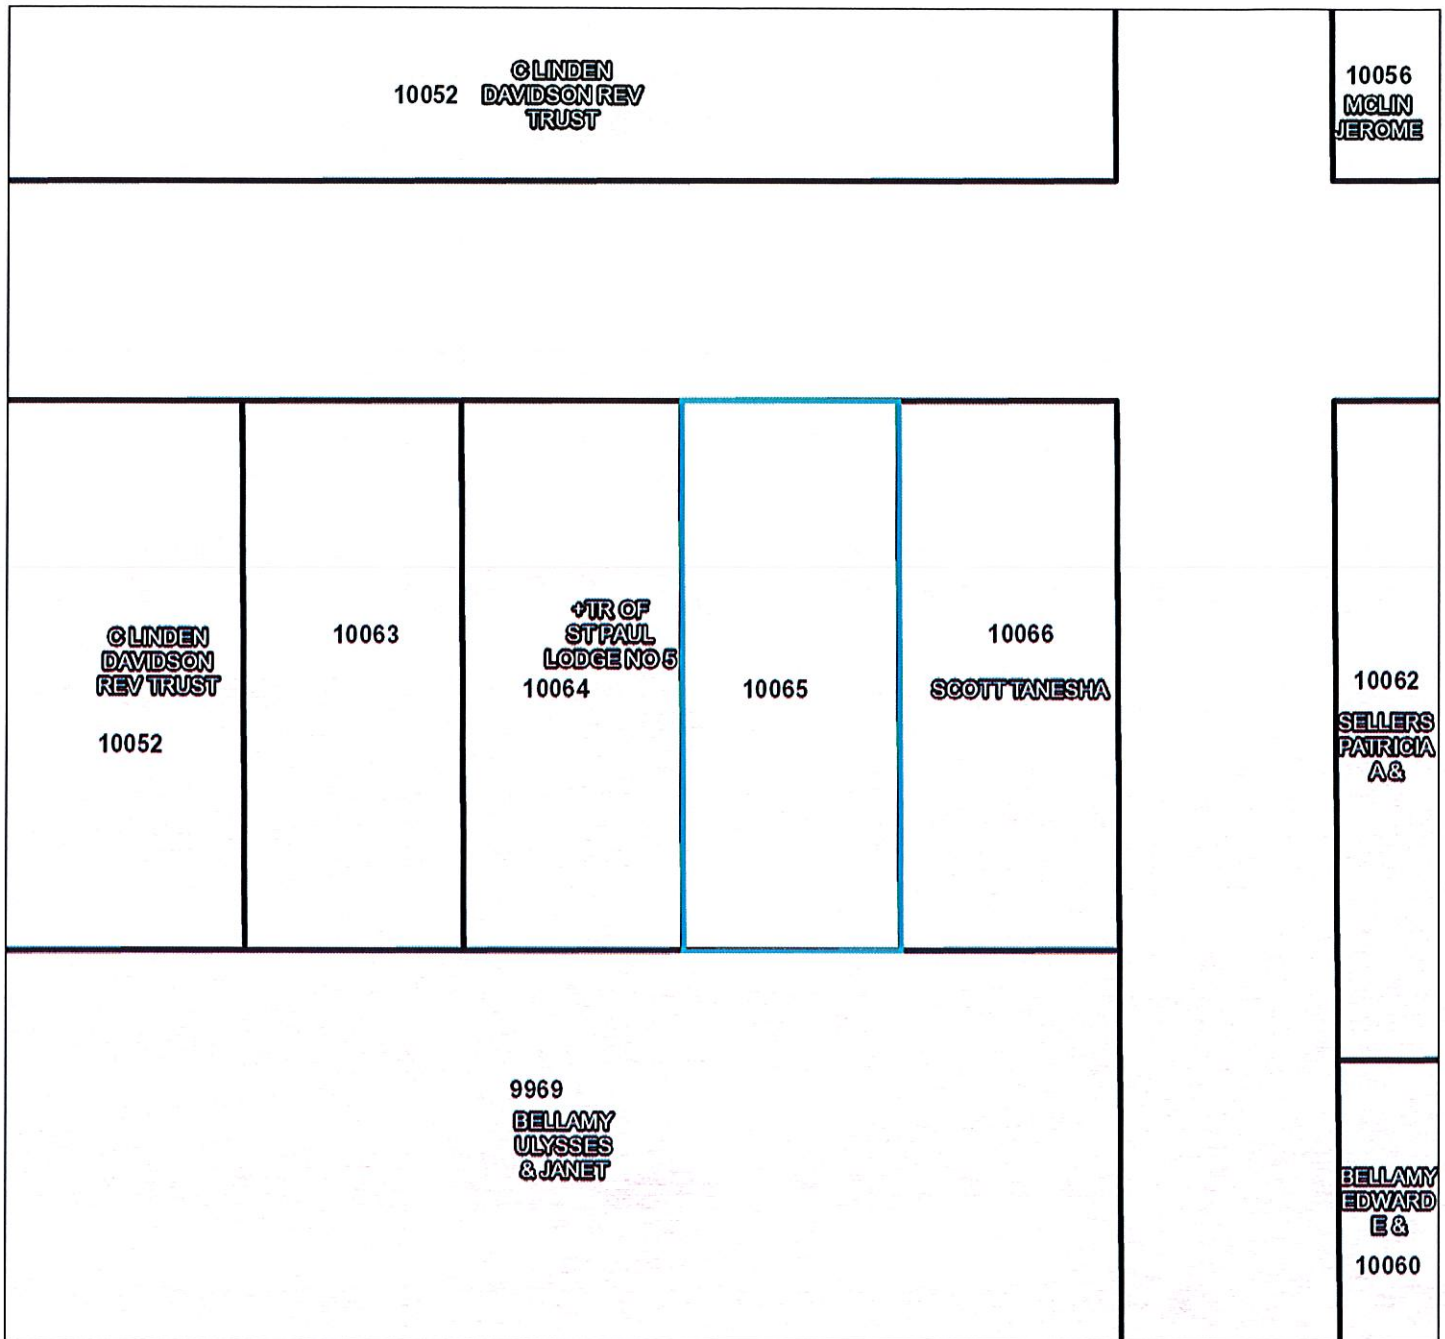 10052
C LINDEN
DAVIDSON REV
TRUST
10056
MCLIN
JEROME
C LINDEN
DAVIDSON
REV TRUST
10052
10063
+TR OF
ST PAUL
LODGE NO 5
10064
10065
10066
SCOTT TANESHA
10062
SELLERS
PATRICIA
A &
9969
BELLAMY
ULYSSES
& JANET
BELLAMY
EDWARD
E &
10060